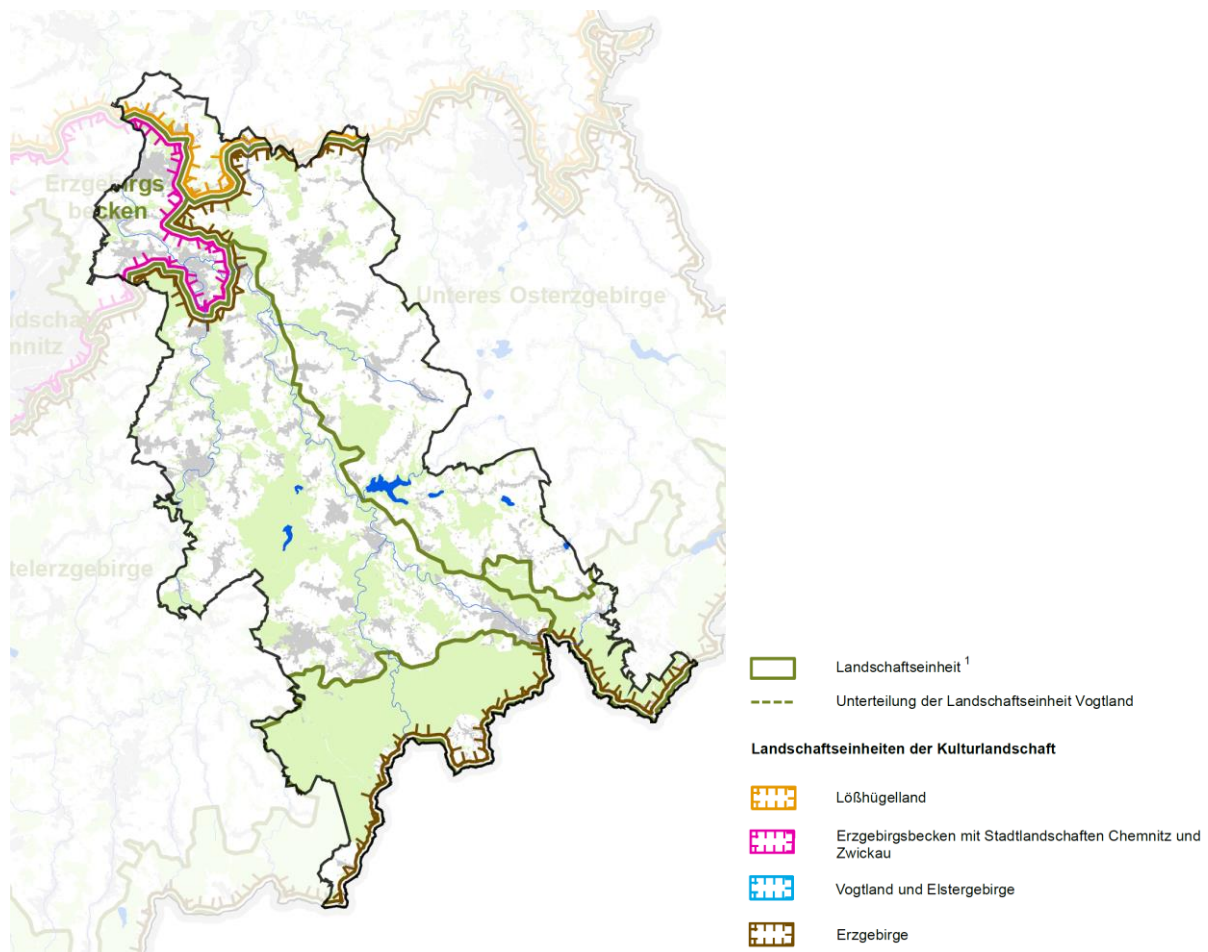 Erzgebirgs
becken
Unteres Osterzgebirge
dschaf
nnitz
telerzgebirge
Landschaftseinheit 1
Unterteilung der Landschaftseinheit Vogtland
Landschaftseinheiten der Kulturlandschaft
Lößhügelland
Erzgebirgsbecken mit Stadtlandschaften Chemnitz und
Zwickau
Vogtland und Elstergebirge
Erzgebirge